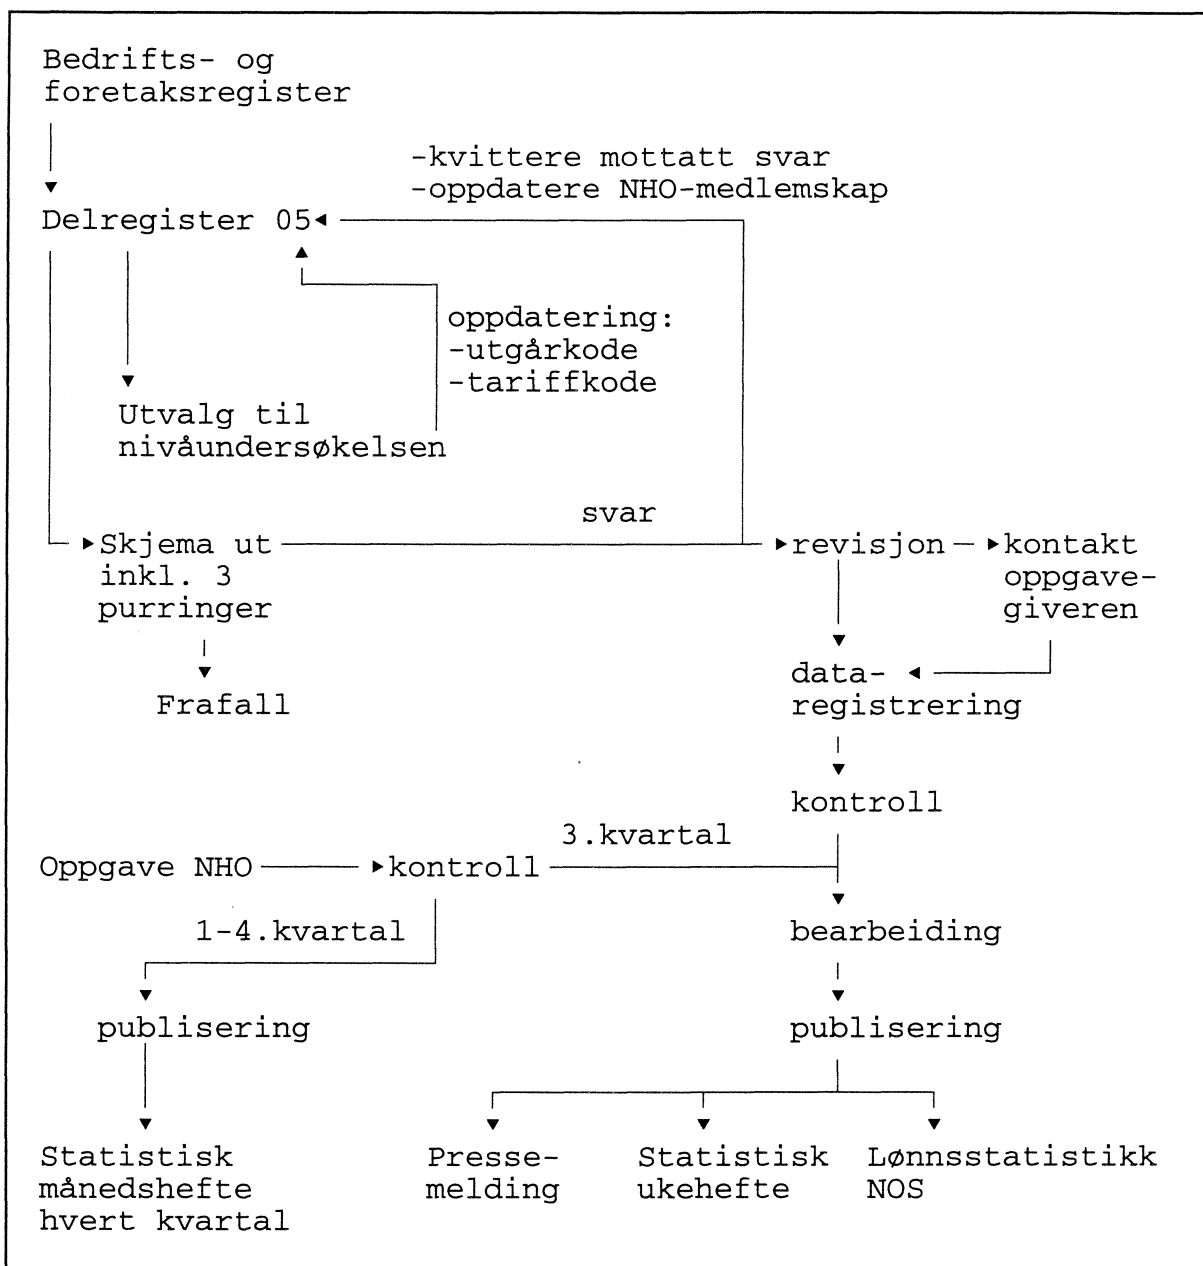 Bedrifts- og
foretaksregister
-kvittere mottatt svar
-oppdatere NHO-medlemskap
Delregister 05
oppdatering:
-utgårkode
-tariffkode
Utvalg til
nivåundersøkelsen
svar
Skjema ut
inkl. 3
purringer
revisjon
kontakt
oppgave-
giveren
Frafall
data-
registrering
kontroll
3.kvartal
Oppgave NHO
kontroll
1-4.kvartal
bearbeiding
publisering
publisering
Statistisk
månedshefte
hvert kvartal
Presse-
melding
Statistisk
ukehefte
Lønnsstatistikk
NOS